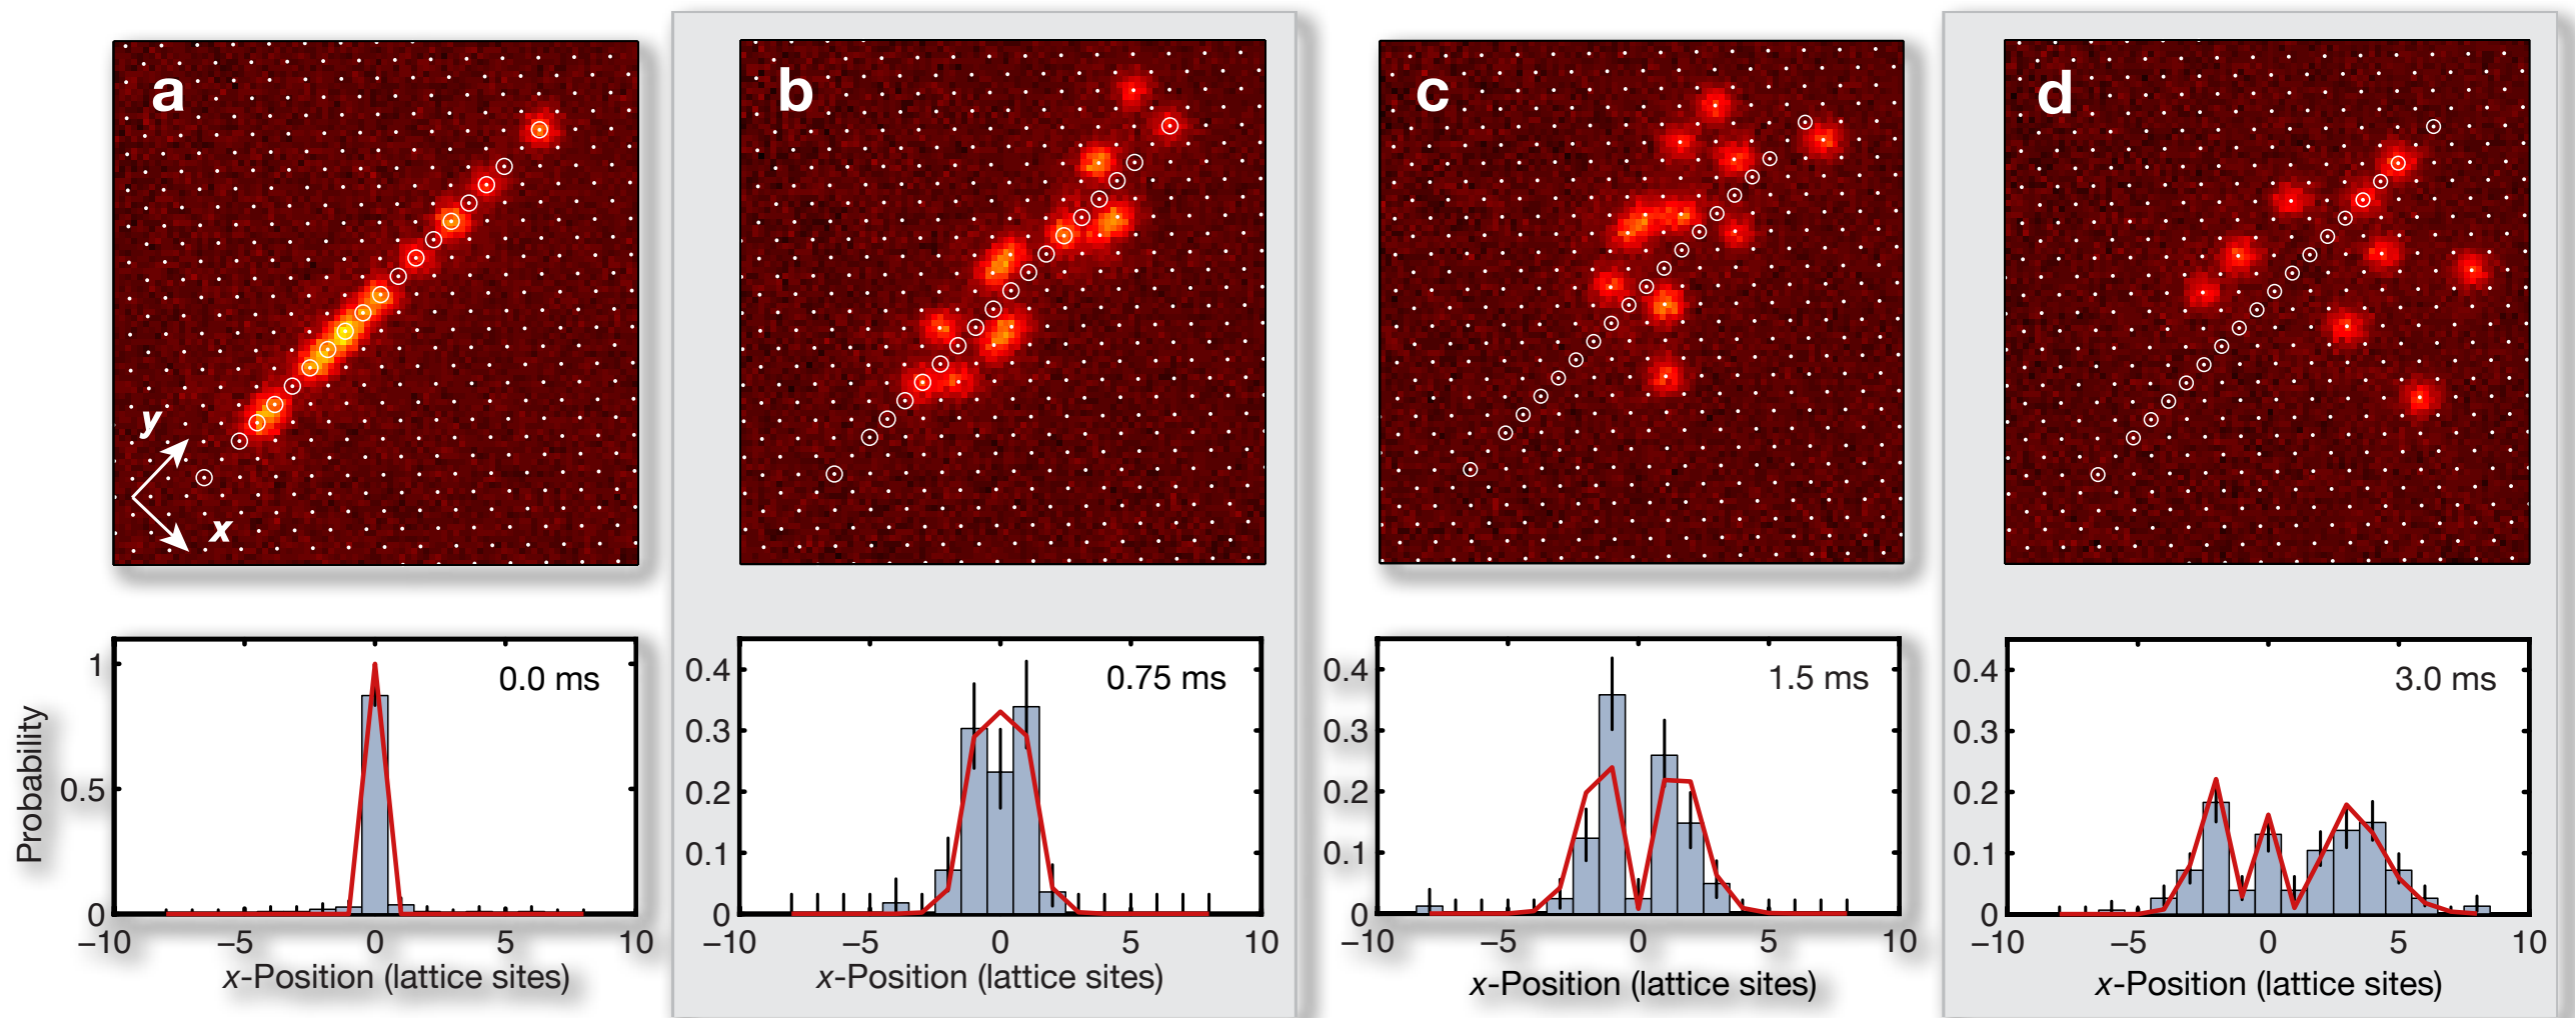 a
b
c
d
y
x
0.0 ms
0.75 ms
1.5 ms
3.0 ms
Probability
1
0.5
0
0.4
0.3
0.2
0.1
0
0.4
0.3
0.2
0.1
0
0.4
0.3
0.2
0.1
0
−10 −5 0 5 10
−10 −5 0 5 10
−10 −5 0 5 10
−10 −5 0 5 10
x-Position (lattice sites)
x-Position (lattice sites)
x-Position (lattice sites)
x-Position (lattice sites)